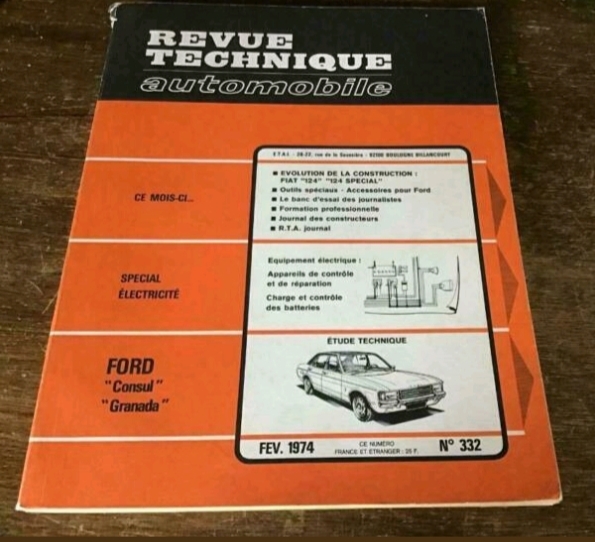 REVUE
TECHNIQUE
automobile
E T A I - 20-22, rue de la Saussière - 92100 BOULOGNE BILLANCOURT
CE MOIS-CI...
■ EVOLUTION DE LA CONSTRUCTION :
FIAT "124" "124 SPECIAL"
■ Outils spéciaux - Accessoires pour Ford
■ Le banc d'essai des journalistes
■ Formation professionnelle
■ Journal des constructeurs
■ R.T.A. journal
SPECIAL
ÉLECTRICITÉ
Equipement électrique :
Appareils de contrôle
et de réparation
Charge et contrôle
des batteries
FORD
"Consul"
"Granada"
ÉTUDE TECHNIQUE
FEV. 1974
CE NUMÉRO
FRANCE ET ETRANGER : 25 F.
N° 332